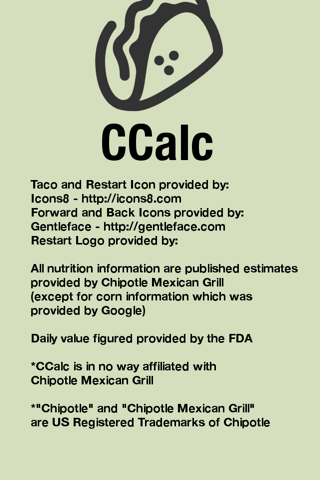 CCalc
Taco and Restart Icon provided by:
Icons8 - http://icons8.com
Forward and Back Icons provided by:
Gentleface - http://gentleface.com
Restart Logo provided by:
All nutrition information are published estimates
provided by Chipotle Mexican Grill
(except for corn information which was
provided by Google)
Daily value figured provided by the FDA
*CCalc is in no way affiliated with
Chipotle Mexican Grill
*"Chipotle" and "Chipotle Mexican Grill"
are US Registered Trademarks of Chipotle